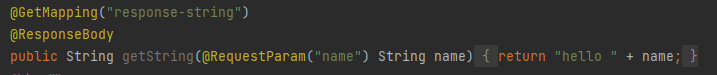 @GetMapping("response-string")
@ResponseBody
public String getString(@RequestParam("name") String name) { return "hello " + name; }